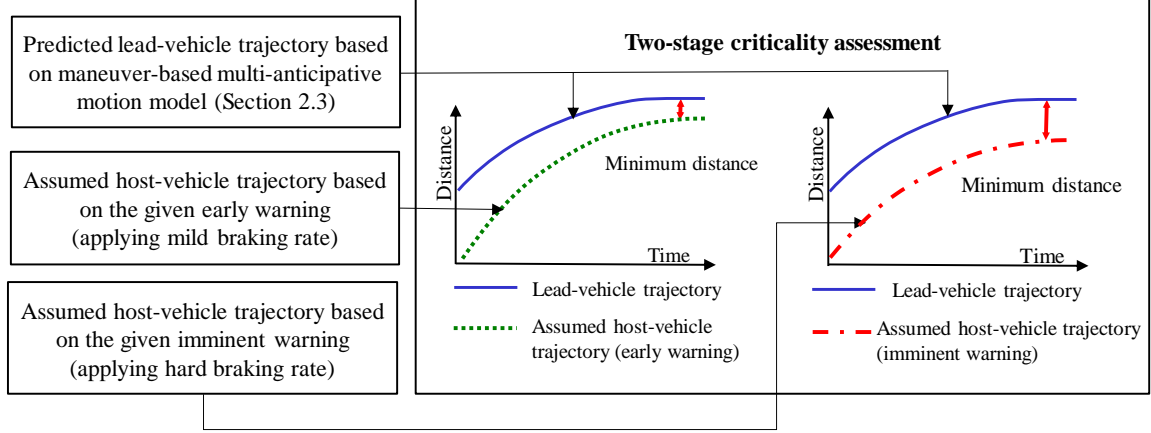 Predicted lead-vehicle trajectory based
on maneuver-based multi-anticipative
motion model (Section 2.3)
Assumed host-vehicle trajectory based
on the given early warning
(applying mild braking rate)
Assumed host-vehicle trajectory based
on the given imminent warning
(applying hard braking rate)
Two-stage criticality assessment
Distance
Minimum distance
Time
Lead-vehicle trajectory
Assumed host-vehicle
trajectory (early warning)
Distance
Minimum distance
Time
Lead-vehicle trajectory
Assumed host-vehicle trajectory
(imminent warning)